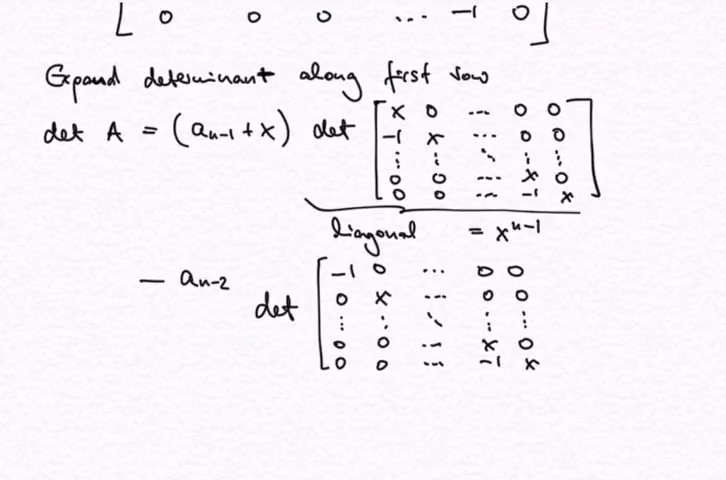 [ 0 0 0 ... -1 0 ]
Expand determinant along first row
det A = (a_{n-1} + x) det [ x 0 ... 0 0
-1 x ... 0 0
⋮ ⋮ ⋱ ⋮ ⋮
0 0 ... x 0
0 0 ... -1 x ]
diagonal = x^{n-1}
- a_{n-2} det [ -1 0 ... 0 0
0 x ... 0 0
⋮ ⋮ ⋱ ⋮ ⋮
0 0 ... x 0
0 0 ... -1 x